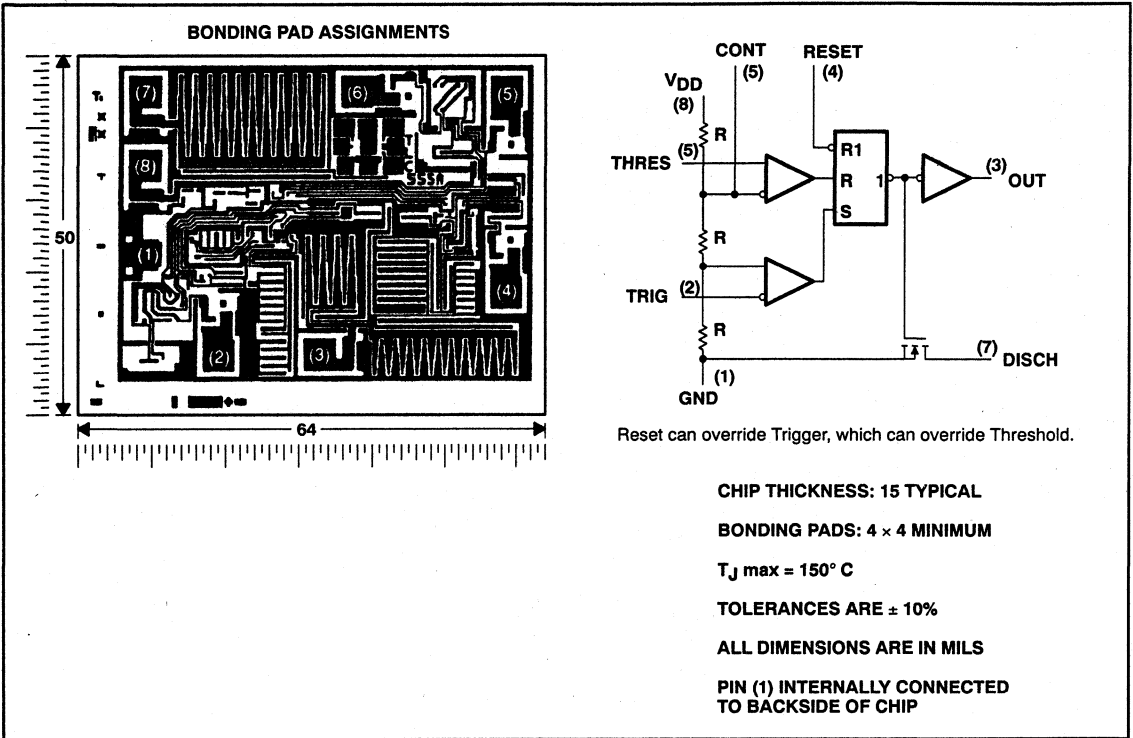 BONDING PAD ASSIGNMENTS
(7)
(6)
(5)
(8)
555A
50
(1)
(4)
(2)
(3)
64
CONT
(5)
RESET
(4)
VDD
(8)
R
THRES
(5)
R1
R
S
1
(3)
OUT
R
TRIG
(2)
R
(7)
DISCH
(1)
GND
Reset can override Trigger, which can override Threshold.
CHIP THICKNESS: 15 TYPICAL
BONDING PADS: 4 × 4 MINIMUM
TJ max = 150° C
TOLERANCES ARE ± 10%
ALL DIMENSIONS ARE IN MILS
PIN (1) INTERNALLY CONNECTED
TO BACKSIDE OF CHIP